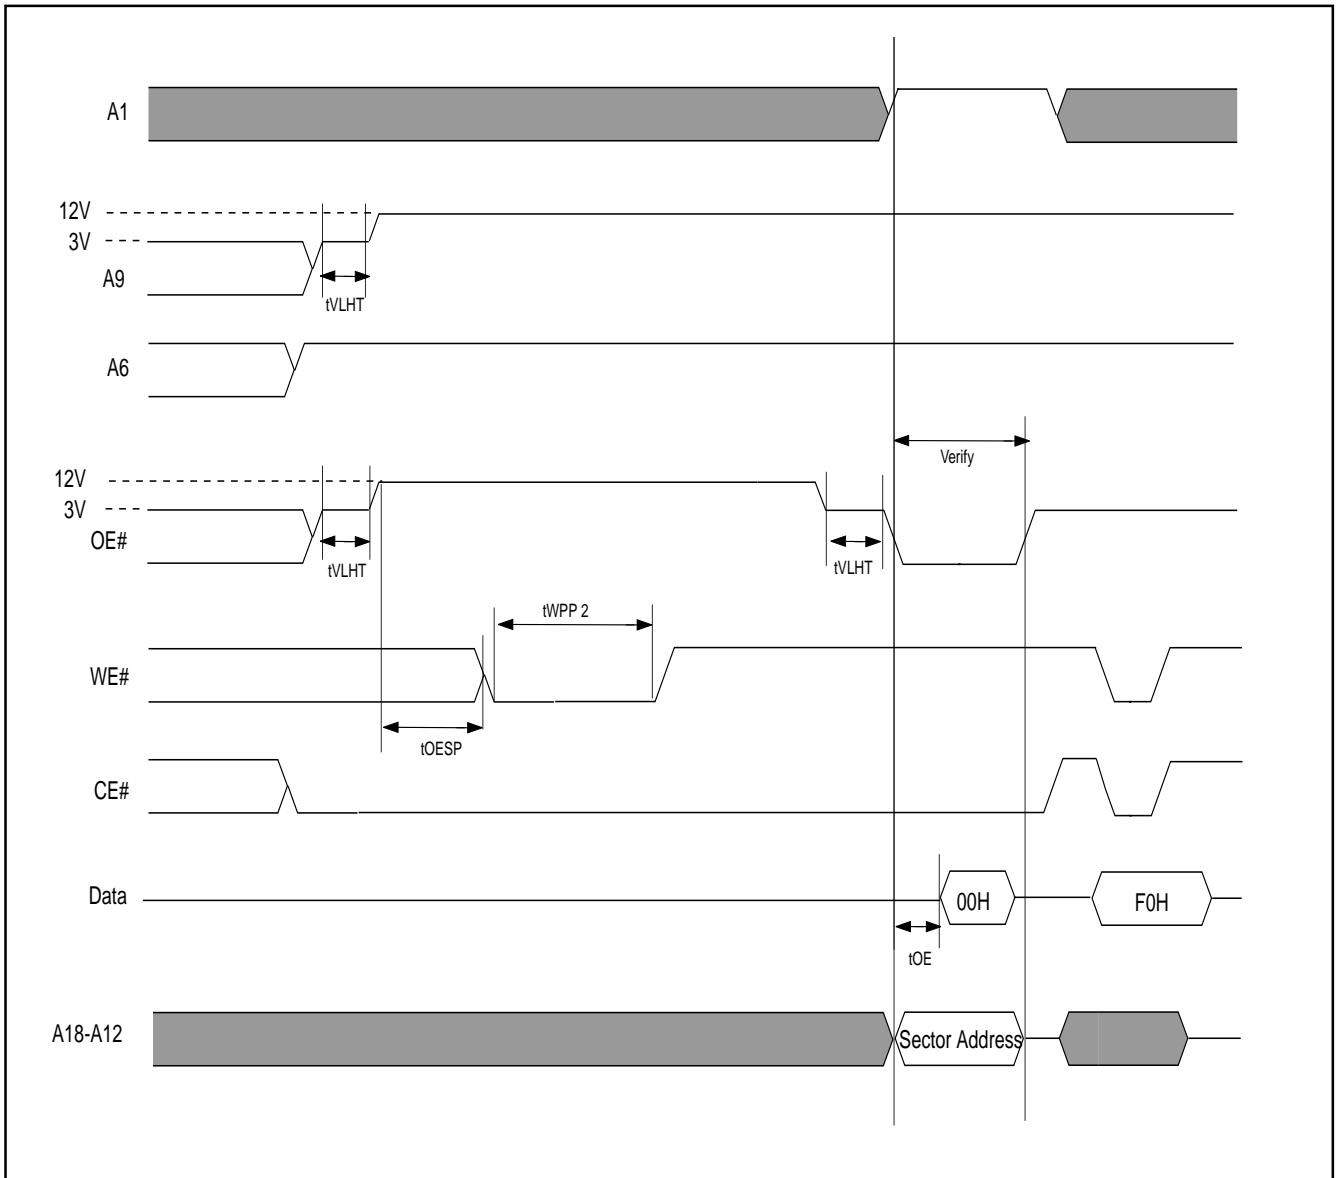 A1
12V
3V
A9
tVLHT
A6
Verify
12V
3V
OE#
tVLHT
tVLHT
tWPP 2
WE#
tOESP
CE#
Data
00H
F0H
tOE
A18-A12
Sector Address